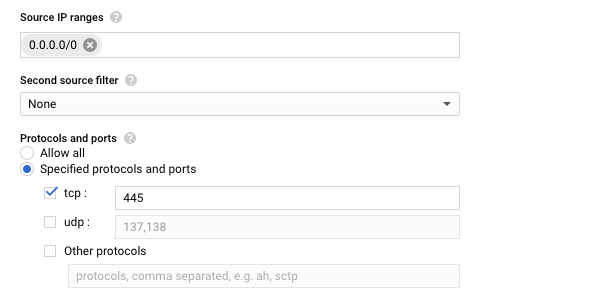 Source IP ranges
0.0.0.0/0
Second source filter
None
Protocols and ports
Allow all
Specified protocols and ports
tcp : 445
udp : 137,138
Other protocols
protocols, comma separated, e.g. ah, sctp